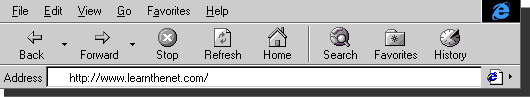 File Edit View Go Favorites Help
Back Forward Stop Refresh Home Search Favorites History
Address http://www.learnthenet.com/